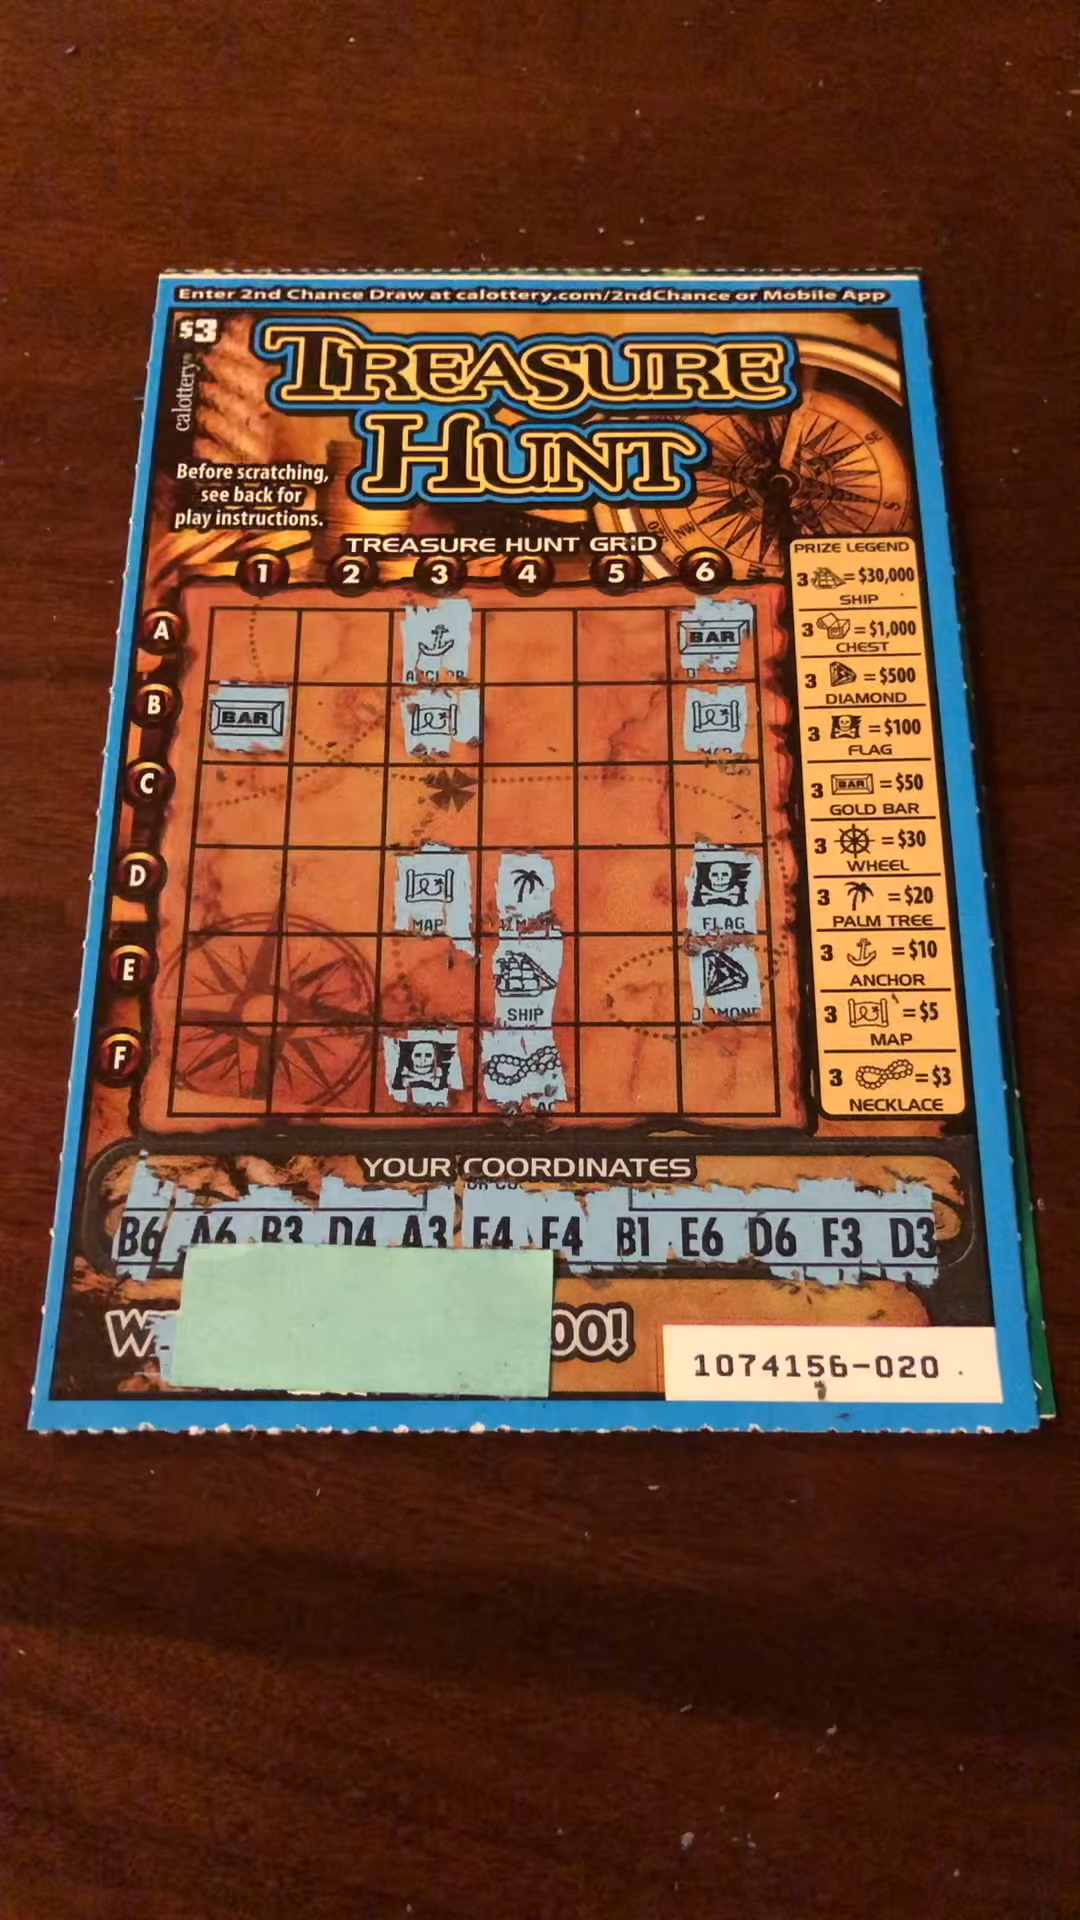 Enter 2nd Chance Draw at calottery.com/2ndChance or Mobile App
$3
calottery
TREASURE
HUNT
Before scratching,
see back for
play instructions.
TREASURE HUNT GRID
1 2 3 4 5 6
A
B
C
D
E
F
BAR
BAR
MAP
FLAG
SHIP
PRIZE LEGEND
3 = $30,000
SHIP
3 = $1,000
CHEST
3 = $500
DIAMOND
3 = $100
FLAG
3 BAR = $50
GOLD BAR
3 = $30
WHEEL
3 = $20
PALM TREE
3 = $10
ANCHOR
3 = $5
MAP
3 = $3
NECKLACE
YOUR COORDINATES
B6 A6 B3 D4 A3 B1 E6 D6 F3 D3
00!
1074156-020